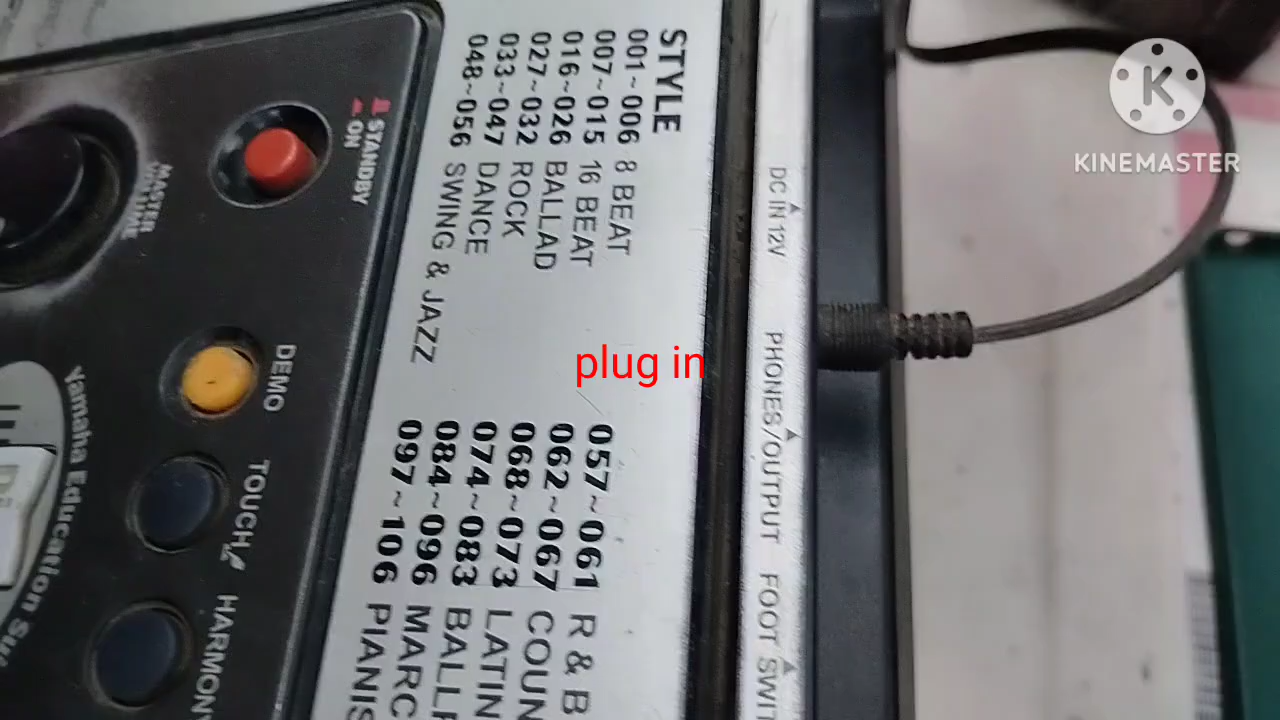 STYLE
001~006 8 BEAT
007~015 16 BEAT
016~026 BALLAD
027~032 ROCK
033~047 DANCE
048~056 SWING & JAZZ
057~061 R & B
062~067 COUN
068~073 LATIN
074~083 BALLR
084~096 MARC
097~106 PIANIS
STANDBY
ON
MASTER
VOLUME
DEMO
TOUCH
HARMONY
Yamaha Education Sui
DC IN 12V
PHONES/OUTPUT
FOOT SWIT
plug in
K
KINEMASTER